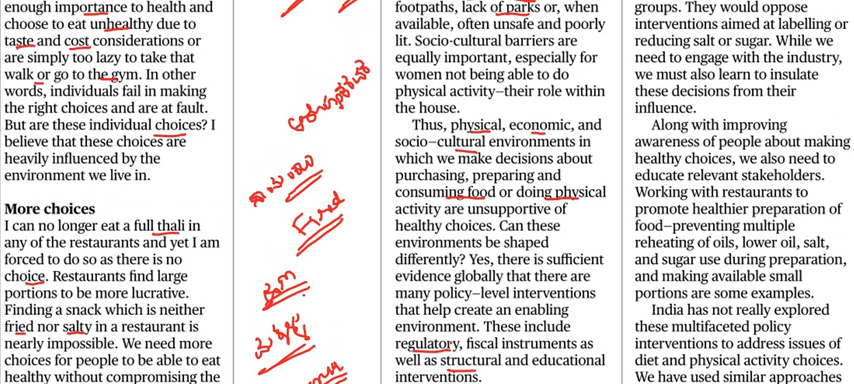 enough importance to health and
choose to eat unhealthy due to
taste and cost considerations or
are simply too lazy to take that
walk or go to the gym. In other
words, individuals fail in making
the right choices and are at fault.
But are these individual choices? I
believe that these choices are
heavily influenced by the
environment we live in.
More choices
I can no longer eat a full thali in
any of the restaurants and yet I am
forced to do so as there is no
choice. Restaurants find large
portions to be more lucrative.
Finding a snack which is neither
fried nor salty in a restaurant is
nearly impossible. We need more
choices for people to be able to eat
healthy without compromising the
Fried
footpaths, lack of parks or, when
available, often unsafe and poorly
lit. Socio-cultural barriers are
equally important, especially for
women not being able to do
physical activity—their role within
the house.
Thus, physical, economic, and
socio-cultural environments in
which we make decisions about
purchasing, preparing and
consuming food or doing physical
activity are unsupportive of
healthy choices. Can these
environments be shaped
differently? Yes, there is sufficient
evidence globally that there are
many policy-level interventions
that help create an enabling
environment. These include
regulatory, fiscal instruments as
well as structural and educational
interventions.
groups. They would oppose
interventions aimed at labelling or
reducing salt or sugar. While we
need to engage with the industry,
we must also learn to insulate
these decisions from their
influence.
Along with improving
awareness of people about making
healthy choices, we also need to
educate relevant stakeholders.
Working with restaurants to
promote healthier preparation of
food—preventing multiple
reheating of oils, lower oil, salt,
and sugar use during preparation,
and making available small
portions are some examples.
India has not really explored
these multifaceted policy
interventions to address issues of
diet and physical activity choices.
We have used similar approaches